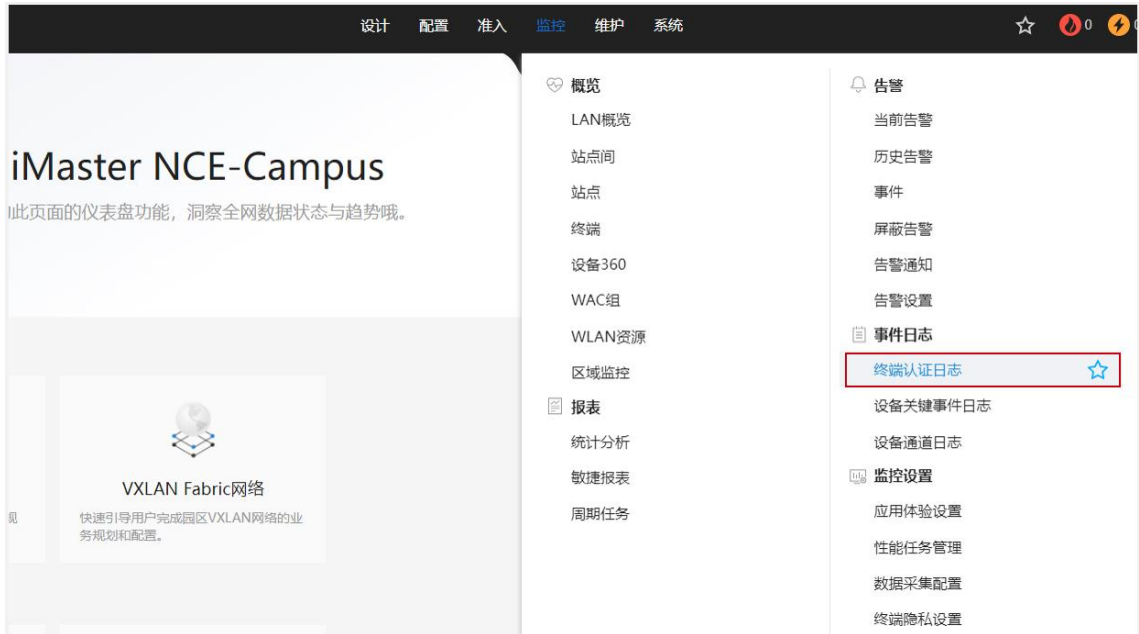 设计 配置 准入 监控 维护 系统 0
iMaster NCE-Campus
此页面的仪表盘功能，洞察全网数据状态与趋势哦。
VXLAN Fabric网络
快速引导用户完成园区VXLAN网络的业
务规划和配置。
概览
LAN概览
站点间
站点
终端
设备360
WAC组
WLAN资源
区域监控
报表
统计分析
敏捷报表
周期任务
告警
当前告警
历史告警
事件
屏蔽告警
告警通知
告警设置
事件日志
终端认证日志
设备关键事件日志
设备通道日志
监控设置
应用体验设置
性能任务管理
数据采集配置
终端隐私设置